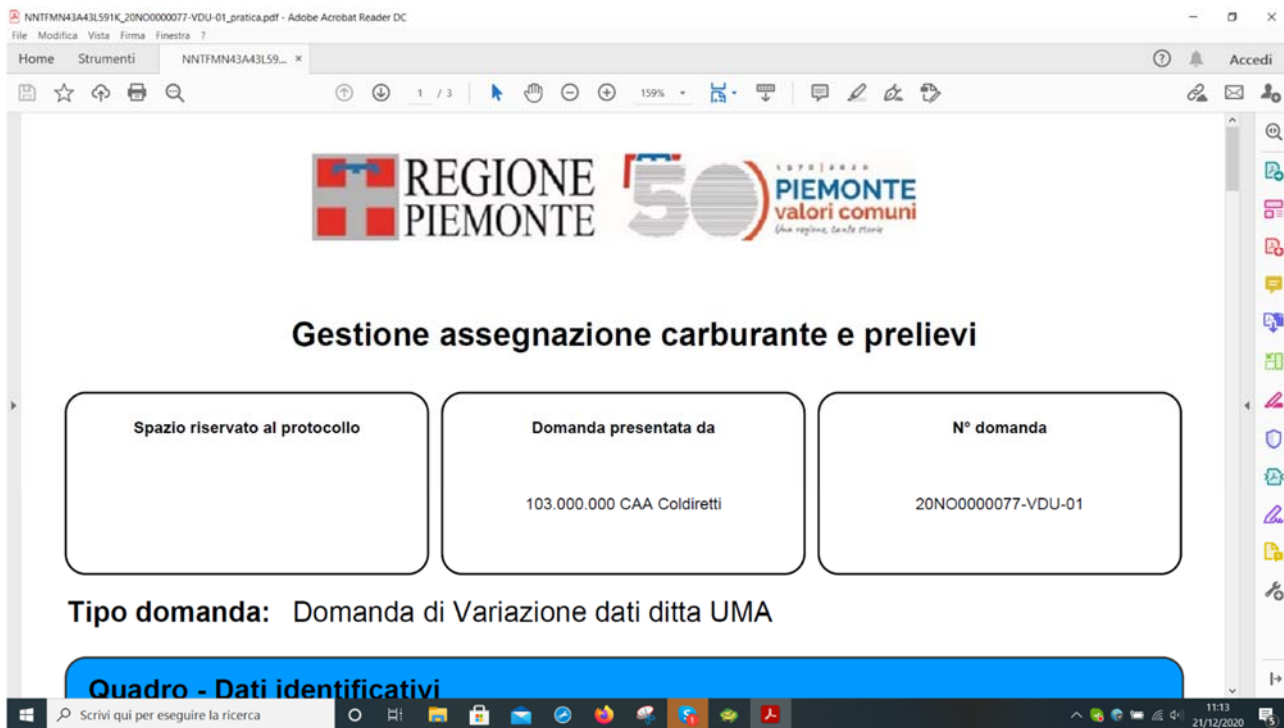 NNTFMN43A43L591K_20NO0000077-VDU-01_pratica.pdf - Adobe Acrobat Reader DC
File Modifica Vista Firma Finestra ?
Home Strumenti NNTFMN43A43L59... × Accedi
1 / 3 159%
REGIONE
PIEMONTE
1970|2020
50
PIEMONTE
valori comuni
Una regione, tante storie
Gestione assegnazione carburante e prelievi
Spazio riservato al protocollo
Domanda presentata da
103.000.000 CAA Coldiretti
N° domanda
20NO0000077-VDU-01
Tipo domanda: Domanda di Variazione dati ditta UMA
Quadro - Dati identificativi
Scrivi qui per eseguire la ricerca
11:13
21/12/2020